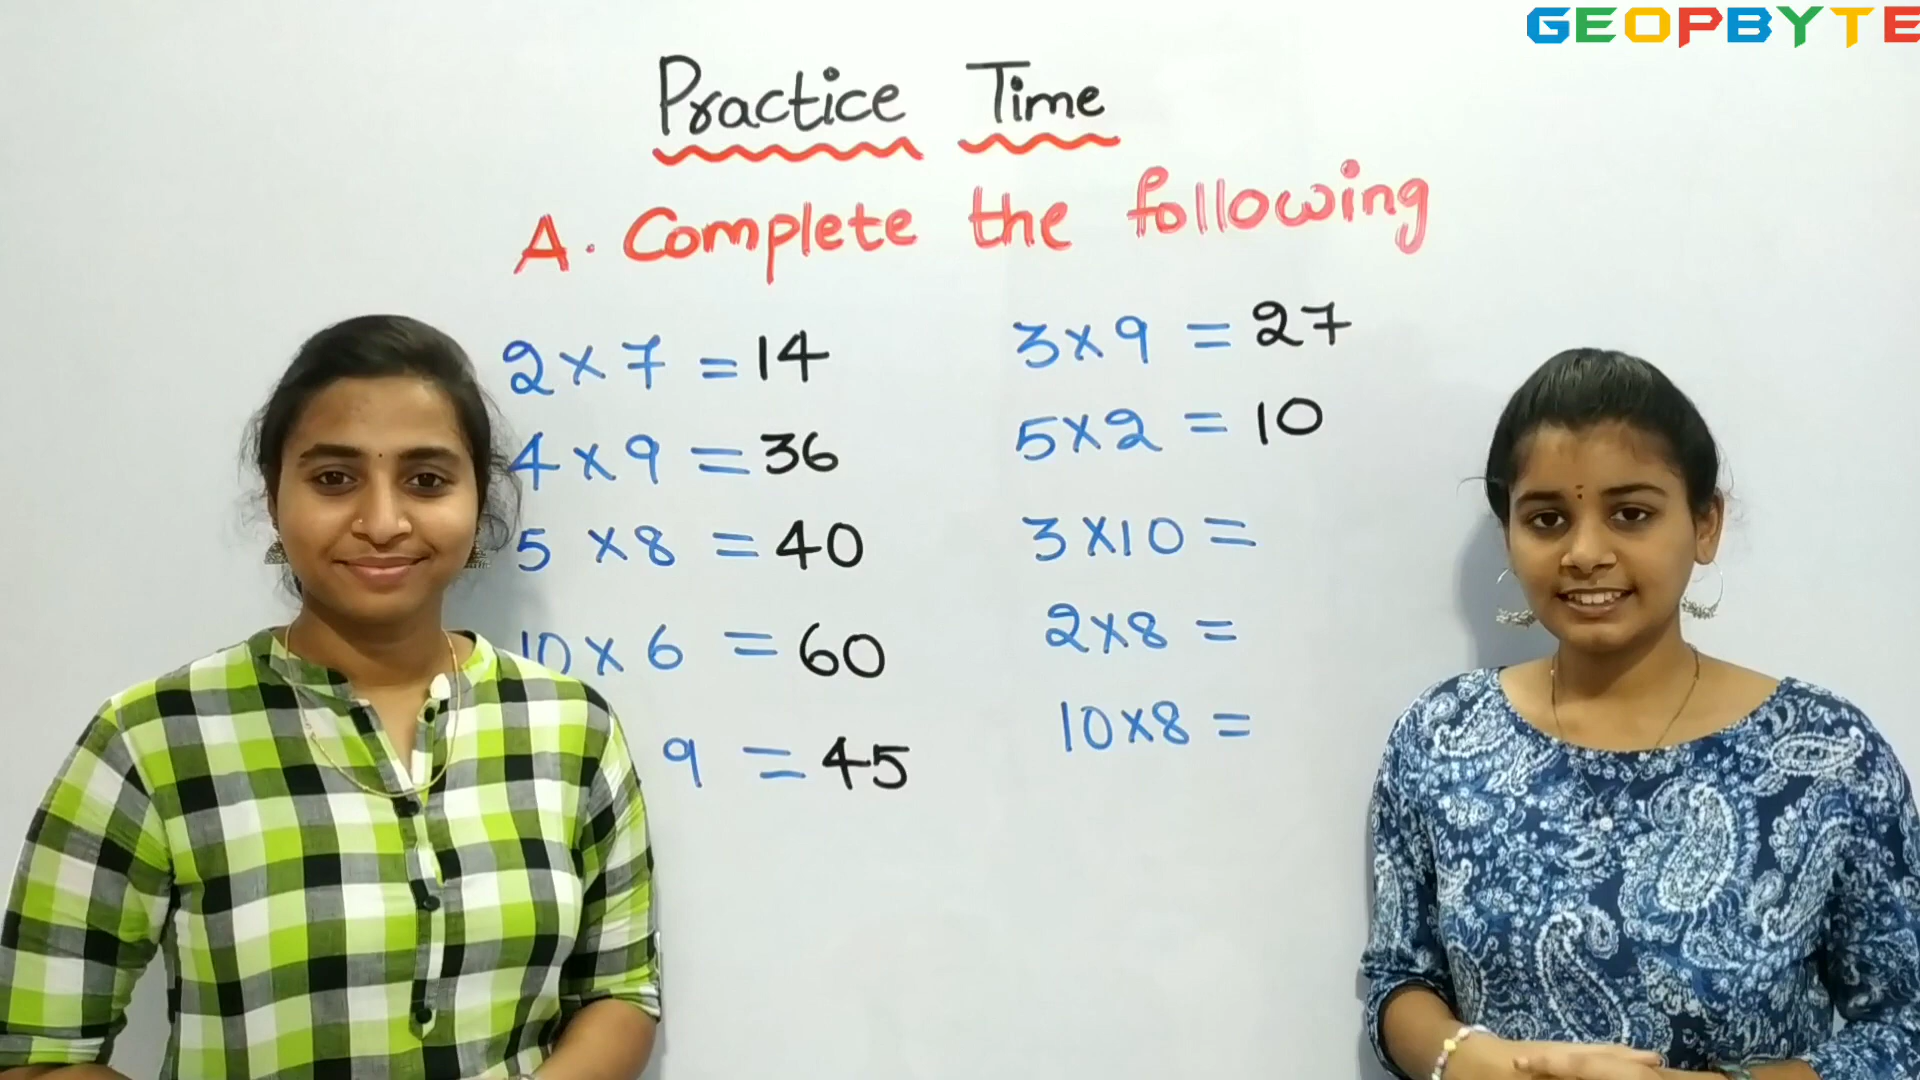 GEOPBYTE
Practice Time
A. Complete the following
2 x 7 = 14
4 x 9 = 36
5 x 8 = 40
10 x 6 = 60
9 = 45
3 x 9 = 27
5 x 2 = 10
3 x 10 =
2 x 8 =
10 x 8 =